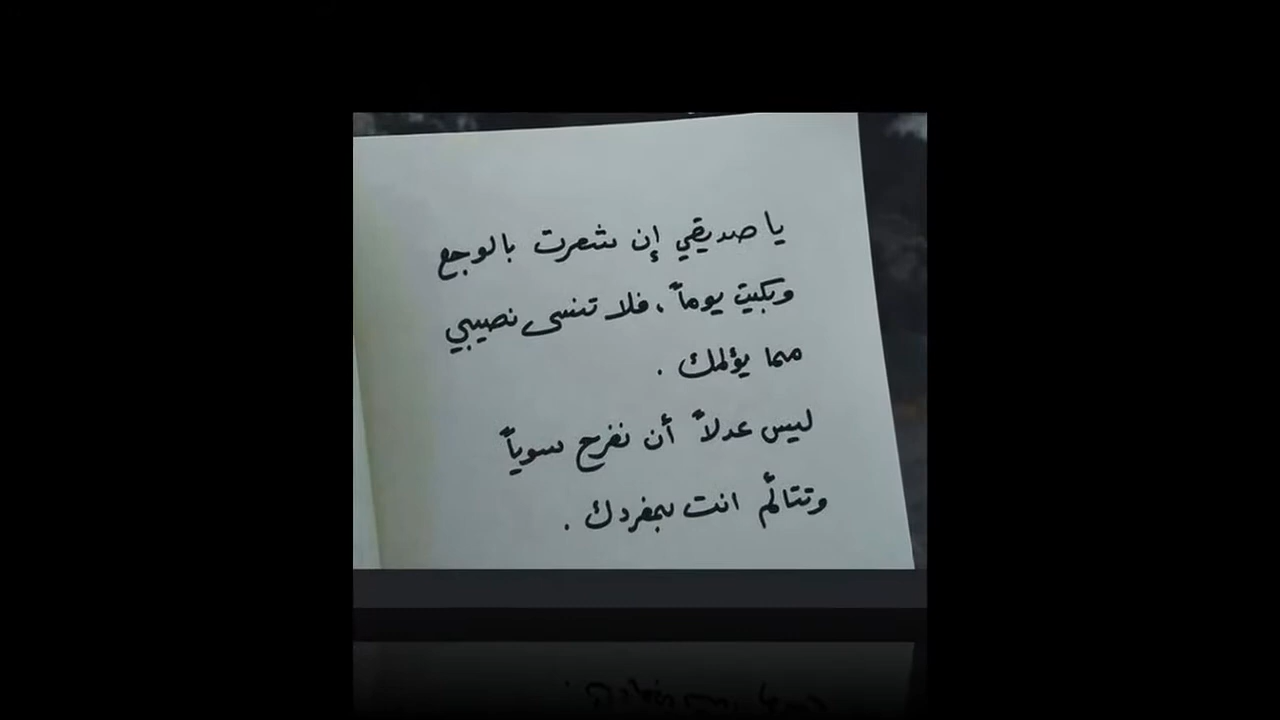 يا صديقي إن شعرت بالوجع
وبكيت يوماً، فلا تنسى نصيبي
مما يؤلمك .
ليس عدلاً أن نفرح سوياً
وتتألّم انت بمفردك .